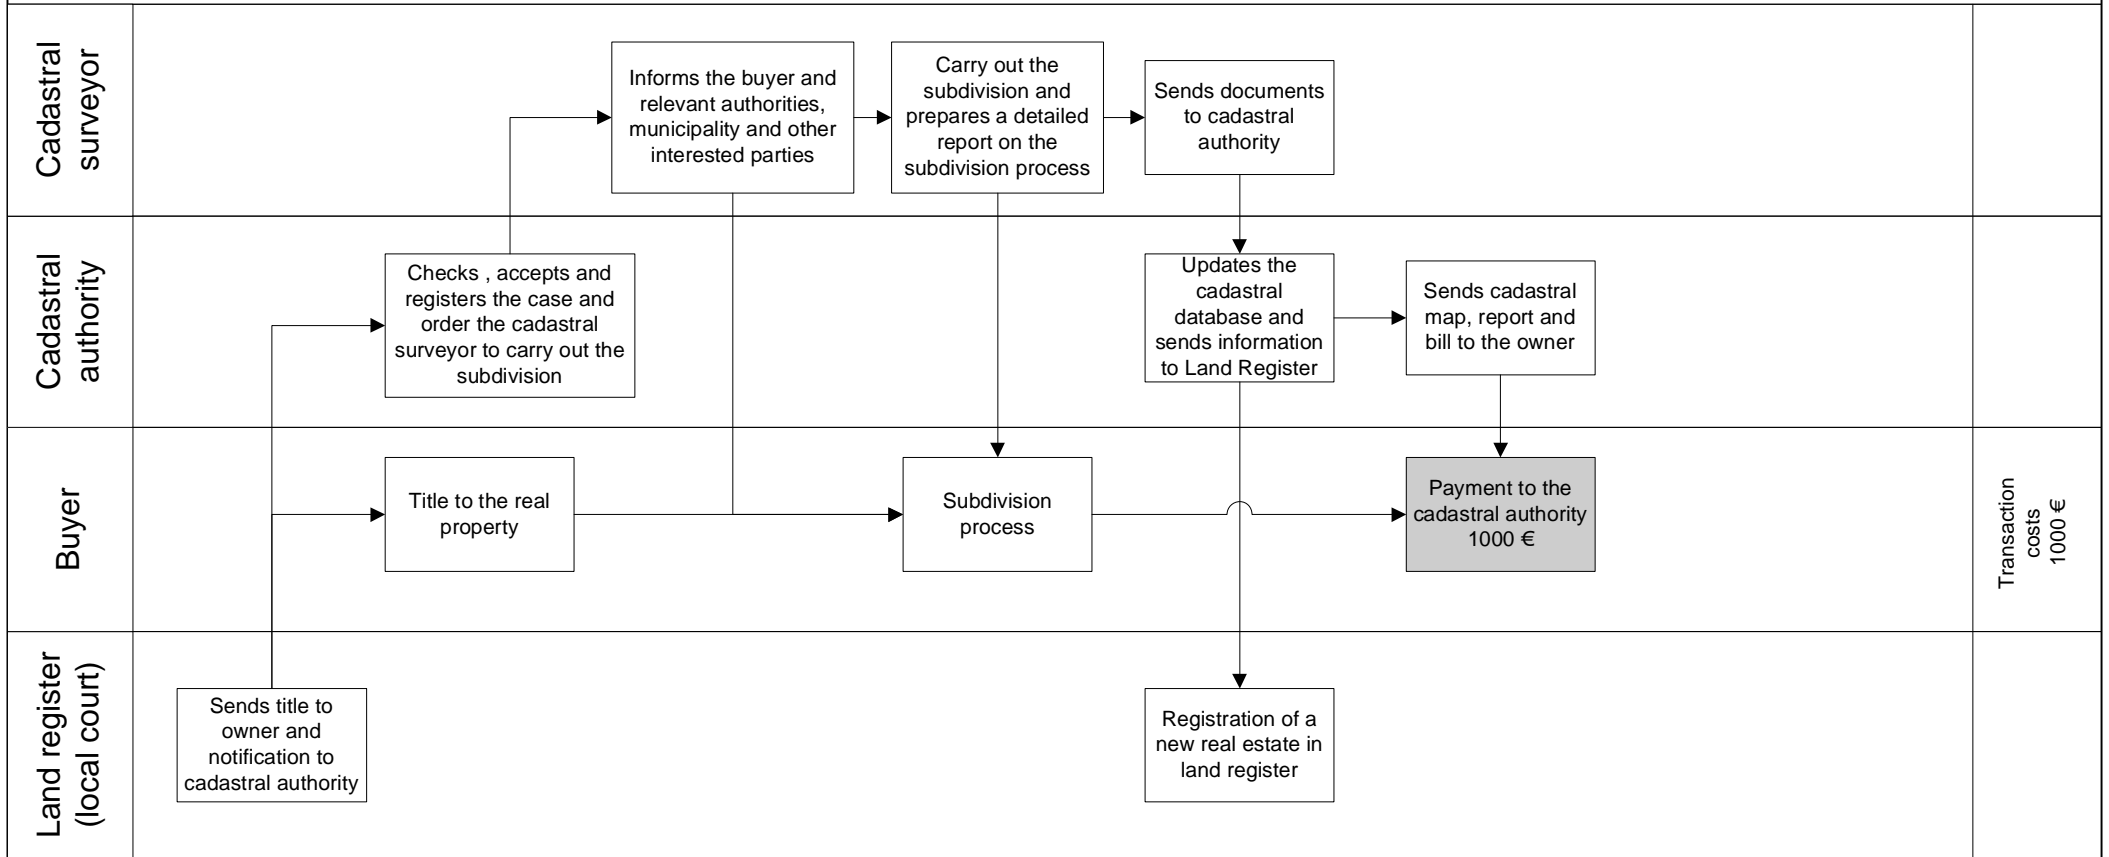 Cadastral
surveyor
Informs the buyer and
relevant authorities,
municipality and other
interested parties
Carry out the
subdivision and
prepares a detailed
report on the
subdivision process
Sends documents
to cadastral
authority
Cadastral
authority
Checks , accepts and
registers the case and
order the cadastral
surveyor to carry out the
subdivision
Updates the
cadastral
database and
sends information
to Land Register
Sends cadastral
map, report and
bill to the owner
Buyer
Title to the real
property
Subdivision
process
Payment to the
cadastral authority
1000 €
Transaction
costs
1000 €
Land register
(local court)
Sends title to
owner and
notification to
cadastral authority
Registration of a
new real estate in
land register